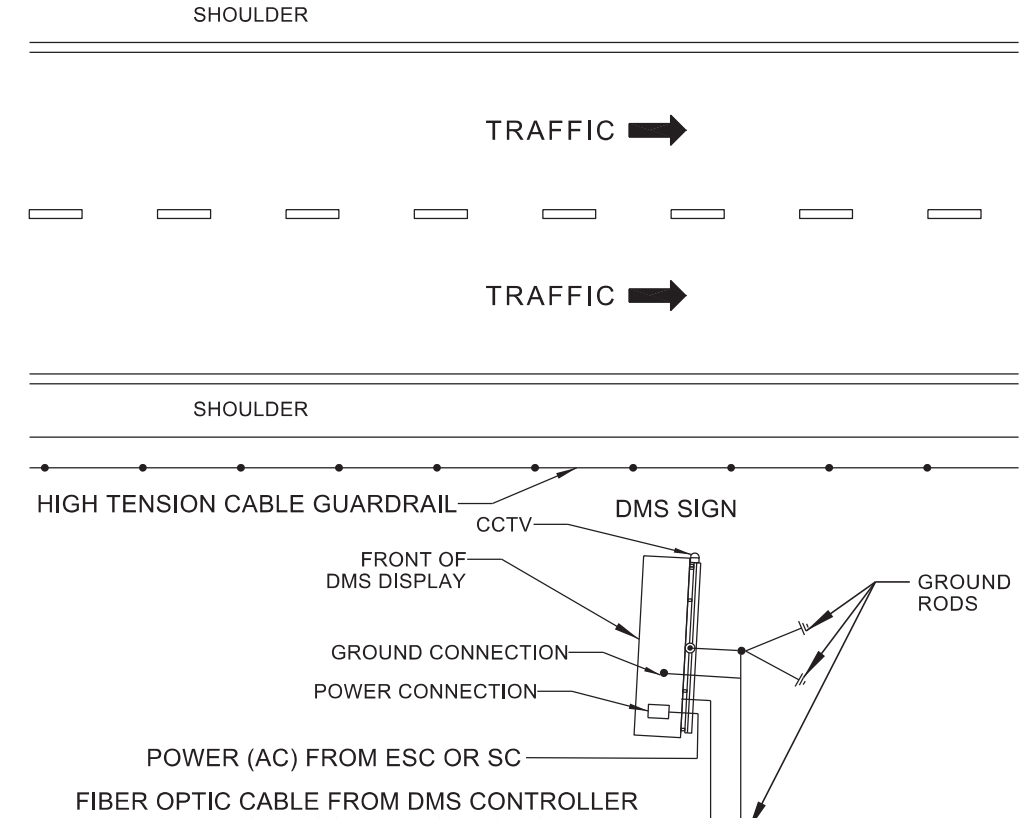 SHOULDER
TRAFFIC
TRAFFIC
SHOULDER
HIGH TENSION CABLE GUARDRAIL
DMS SIGN
CCTV
FRONT OF
DMS DISPLAY
GROUND
RODS
GROUND CONNECTION
POWER CONNECTION
POWER (AC) FROM ESC OR SC
FIBER OPTIC CABLE FROM DMS CONTROLLER